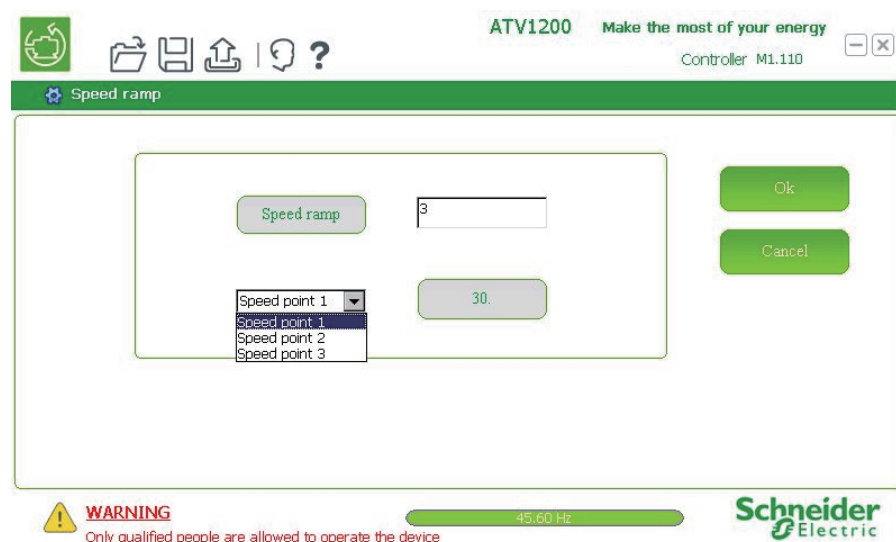 ATV1200
Make the most of your energy
Controller M1.110
?
Speed ramp
Speed ramp
3
Ok
Cancel
Speed point 1
30.
Speed point 1
Speed point 2
Speed point 3
WARNING
Only qualified people are allowed to operate the device
45.60 Hz
Schneider
Electric